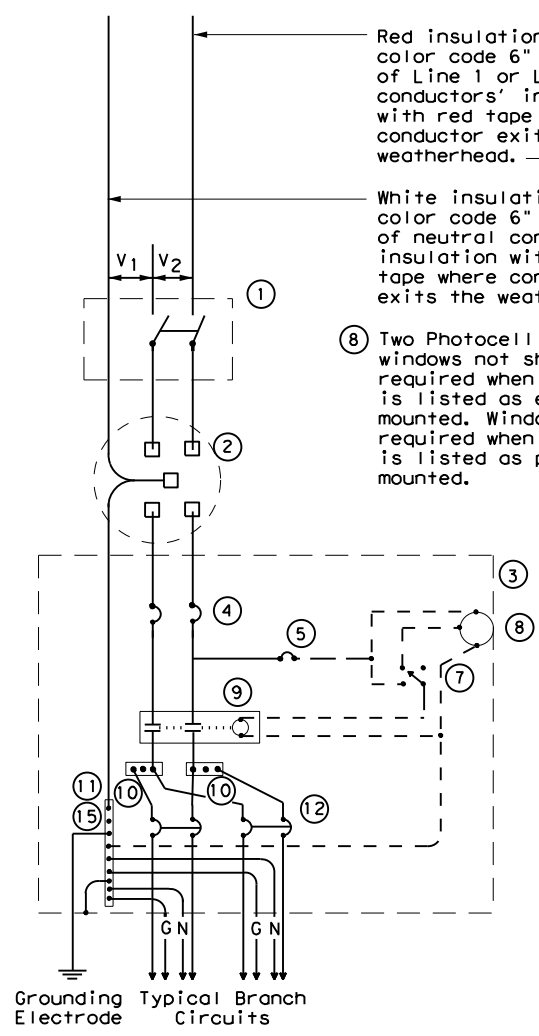 Red insulation
color code 6"
of Line 1 or L
conductors' in
with red tape
conductor exit
weatherhead.
White insulati
color code 6"
of neutral con
insulation wit
tape where con
exits the weat
V1 V2
1
8 Two Photocell
windows not sh
required when
is listed as e
mounted. Windo
required when
is listed as p
mounted.
2
3
4
5
8
7
9
11
10 10
12
15
G N G N
Grounding
Electrode
Typical Branch
Circuits